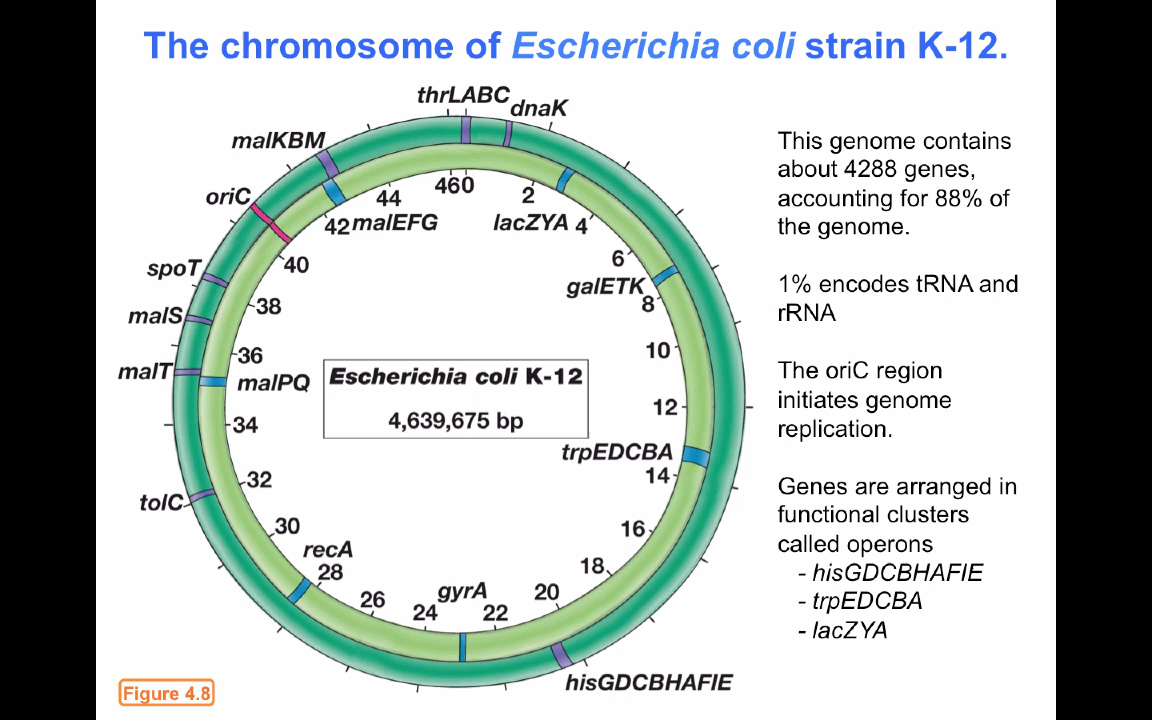 The chromosome of Escherichia coli strain K-12.
thrLABC
dnaK
malKBM
oriC
spoT
malS
malT
tolC
hisGDCBHAFIE
460
2
lacZYA 4
6
galETK
8
10
12
trpEDCBA
14
16
18
20
22
gyrA
24
26
28
recA
30
32
34
malPQ
36
38
40
42 malEFG
44
Escherichia coli K-12
4,639,675 bp
This genome contains
about 4288 genes,
accounting for 88% of
the genome.
1% encodes tRNA and
rRNA
The oriC region
initiates genome
replication.
Genes are arranged in
functional clusters
called operons
- hisGDCBHAFIE
- trpEDCBA
- lacZYA
Figure 4.8